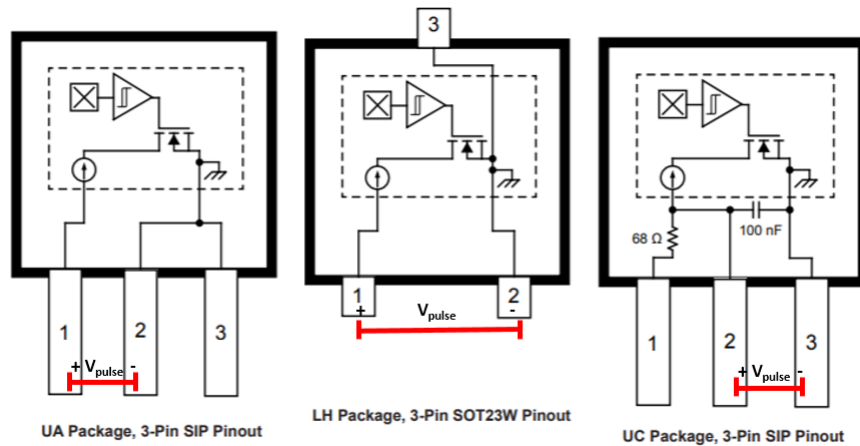 3
68 Ω
100 nF
1
2
3
+ Vpulse -
1
+
2
-
Vpulse
1
2
3
+ Vpulse -
UA Package, 3-Pin SIP Pinout
LH Package, 3-Pin SOT23W Pinout
UC Package, 3-Pin SIP Pinout